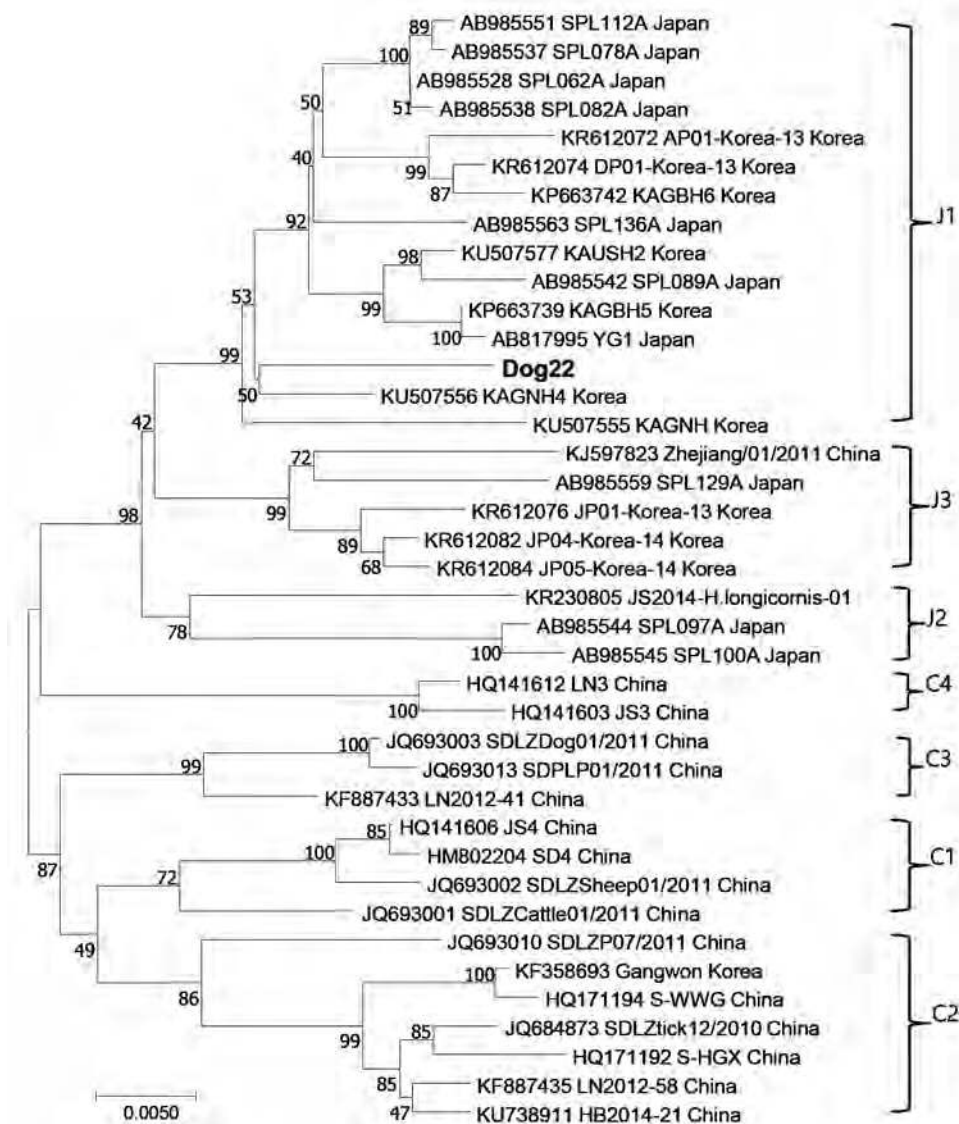 89
AB985551 SPL112A Japan
AB985537 SPL078A Japan
100
AB985528 SPL062A Japan
51
AB985538 SPL082A Japan
50
KR612072 AP01-Korea-13 Korea
40
KR612074 DP01-Korea-13 Korea
99
87
KP663742 KAGBH6 Korea
J1
92
AB985563 SPL136A Japan
98
KU507577 KAUSH2 Korea
AB985542 SPL089A Japan
53
99
KP663739 KAGBH5 Korea
100
AB817995 YG1 Japan
99
Dog22
50
KU507556 KAGNH4 Korea
42
KU507555 KAGNH Korea
72
KJ597823 Zhejiang/01/2011 China
AB985559 SPL129A Japan
J3
98
99
KR612076 JP01-Korea-13 Korea
89
KR612082 JP04-Korea-14 Korea
68
KR612084 JP05-Korea-14 Korea
KR230805 JS2014-H.longicornis-01
J2
78
AB985544 SPL097A Japan
100
AB985545 SPL100A Japan
HQ141612 LN3 China
C4
100
HQ141603 JS3 China
100
JQ693003 SDLZDog01/2011 China
C3
99
JQ693013 SDPLP01/2011 China
KF887433 LN2012-41 China
85
HQ141606 JS4 China
100
HM802204 SD4 China
C1
87
72
JQ693002 SDLZSheep01/2011 China
JQ693001 SDLZCattle01/2011 China
49
JQ693010 SDLZP07/2011 China
100
KF358693 Gangwon Korea
86
HQ171194 S-WWG China
C2
99
85
JQ684873 SDLZtick12/2010 China
HQ171192 S-HGX China
85
KF887435 LN2012-58 China
47
KU738911 HB2014-21 China
0.0050